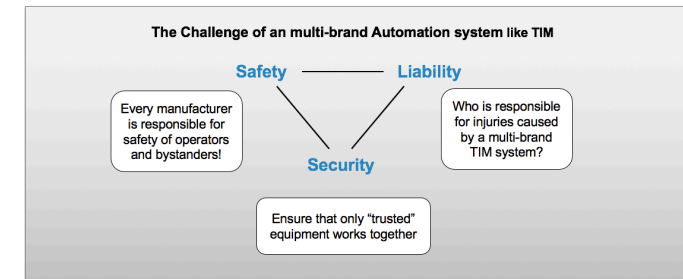 The Challenge of an multi-brand Automation system like TIM
Safety
Liability
Every manufacturer
is responsible for
safety of operators
and bystanders!
Who is responsible
for injuries caused
by a multi-brand
TIM system?
Security
Ensure that only “trusted”
equipment works together